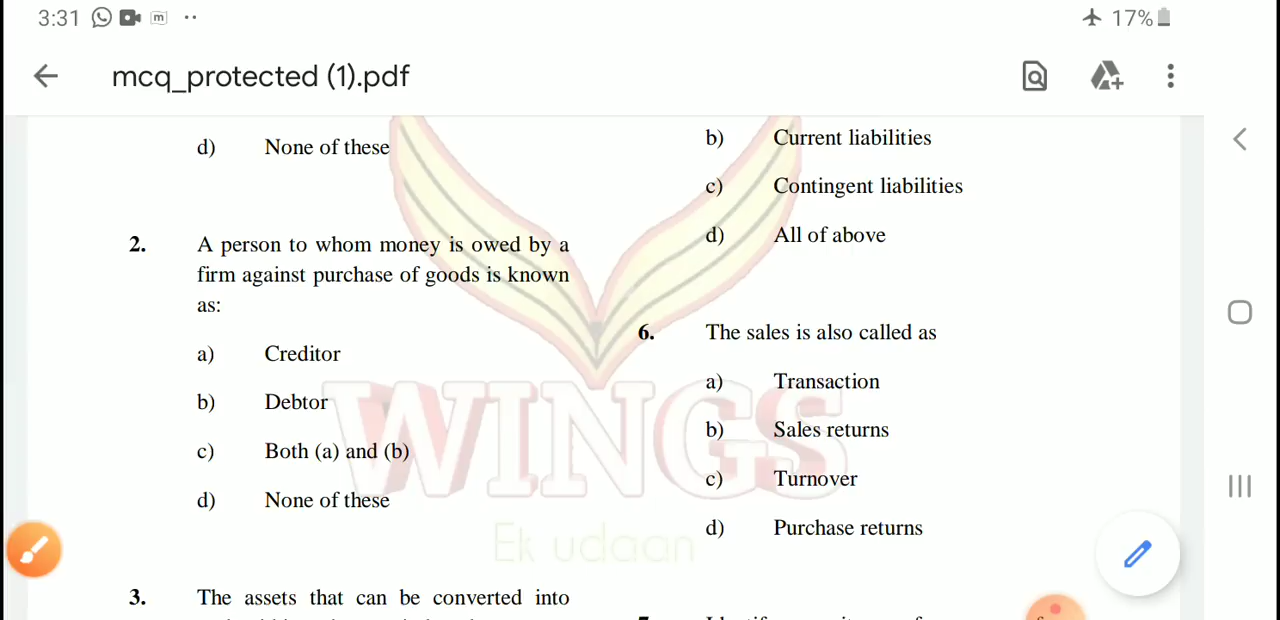 3:31
17%
mcq_protected (1).pdf
d) None of these
2. A person to whom money is owed by a
firm against purchase of goods is known
as:
a) Creditor
b) Debtor
c) Both (a) and (b)
d) None of these
3. The assets that can be converted into
b) Current liabilities
c) Contingent liabilities
d) All of above
6. The sales is also called as
a) Transaction
b) Sales returns
c) Turnover
d) Purchase returns
WINGS
Ek udaan